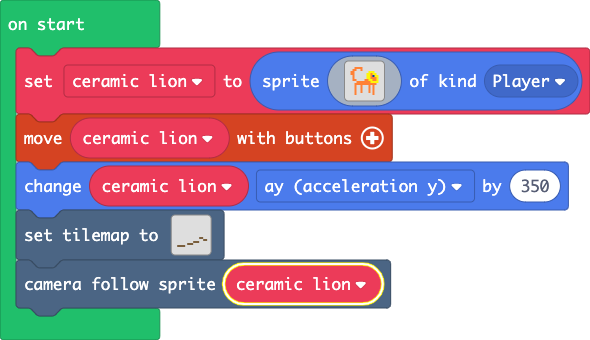 on start
set ceramic lion to sprite of kind Player
move ceramic lion with buttons
change ceramic lion ay (acceleration y) by 350
set tilemap to
camera follow sprite ceramic lion